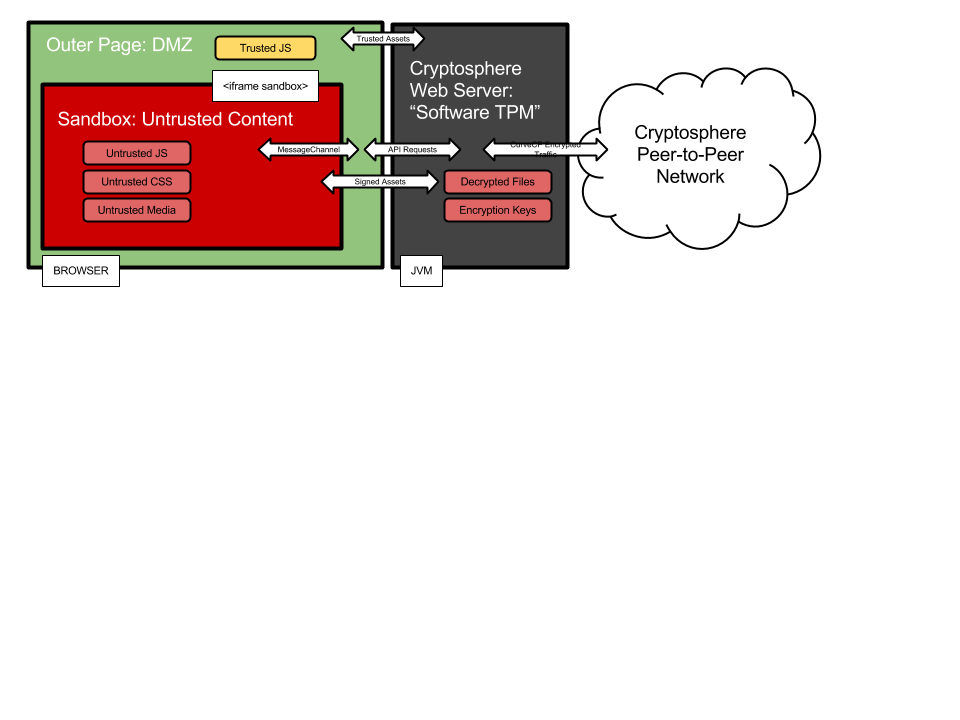 Outer Page: DMZ
Trusted JS
Trusted Assets
<iframe sandbox>
Sandbox: Untrusted Content
Untrusted JS
Untrusted CSS
Untrusted Media
MessageChannel
API Requests
Signed Assets
Cryptosphere
Web Server:
“Software TPM”
CurveCP Encrypted
Traffic
Decrypted Files
Encryption Keys
Cryptosphere
Peer-to-Peer
Network
BROWSER
JVM